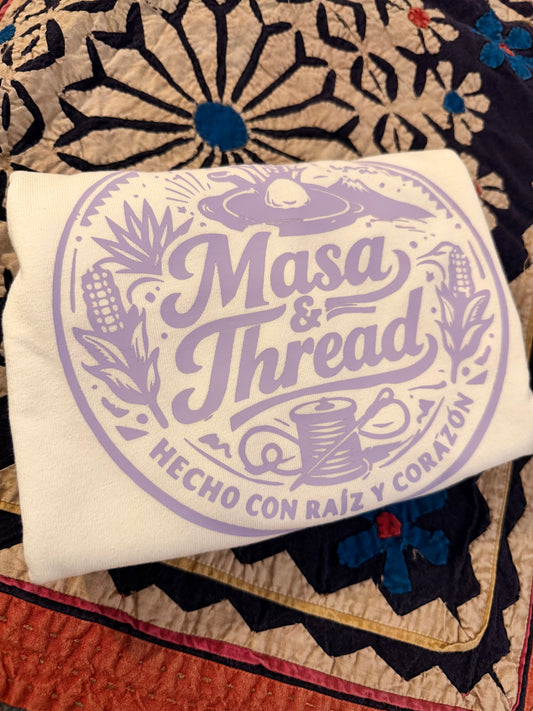 Masa
&
Thread
HECHO CON RAÍZ Y CORAZÓN